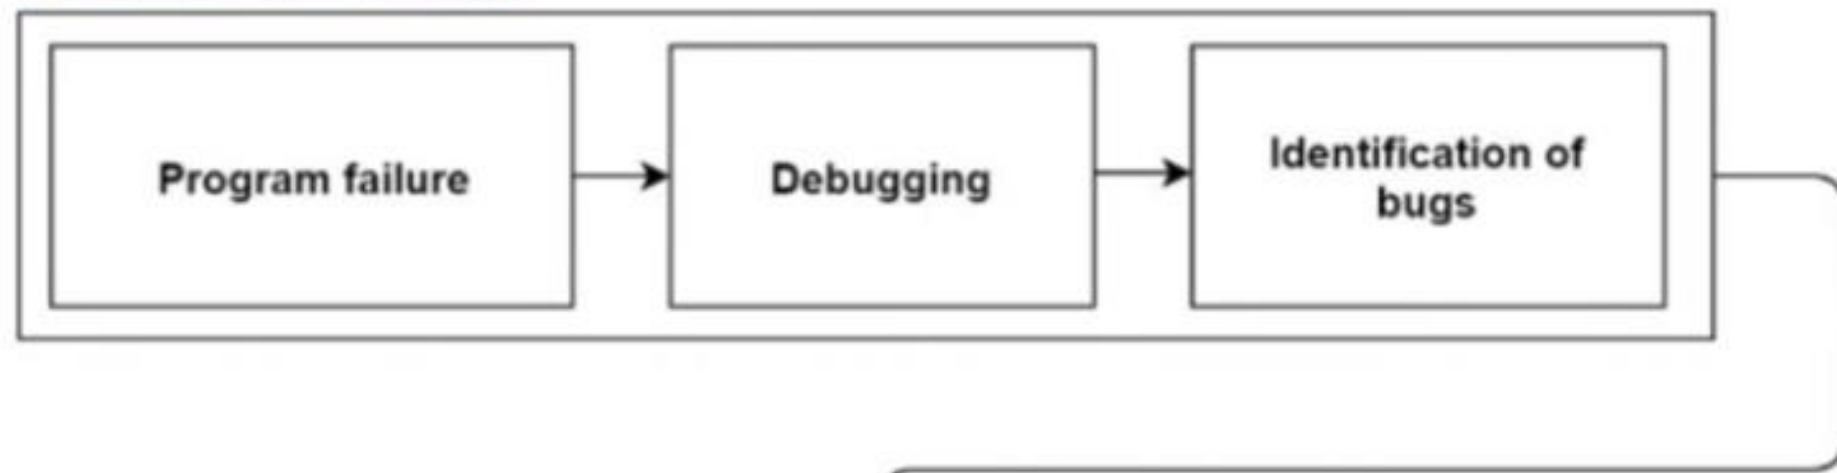 Program failure
Debugging
Identification of
bugs